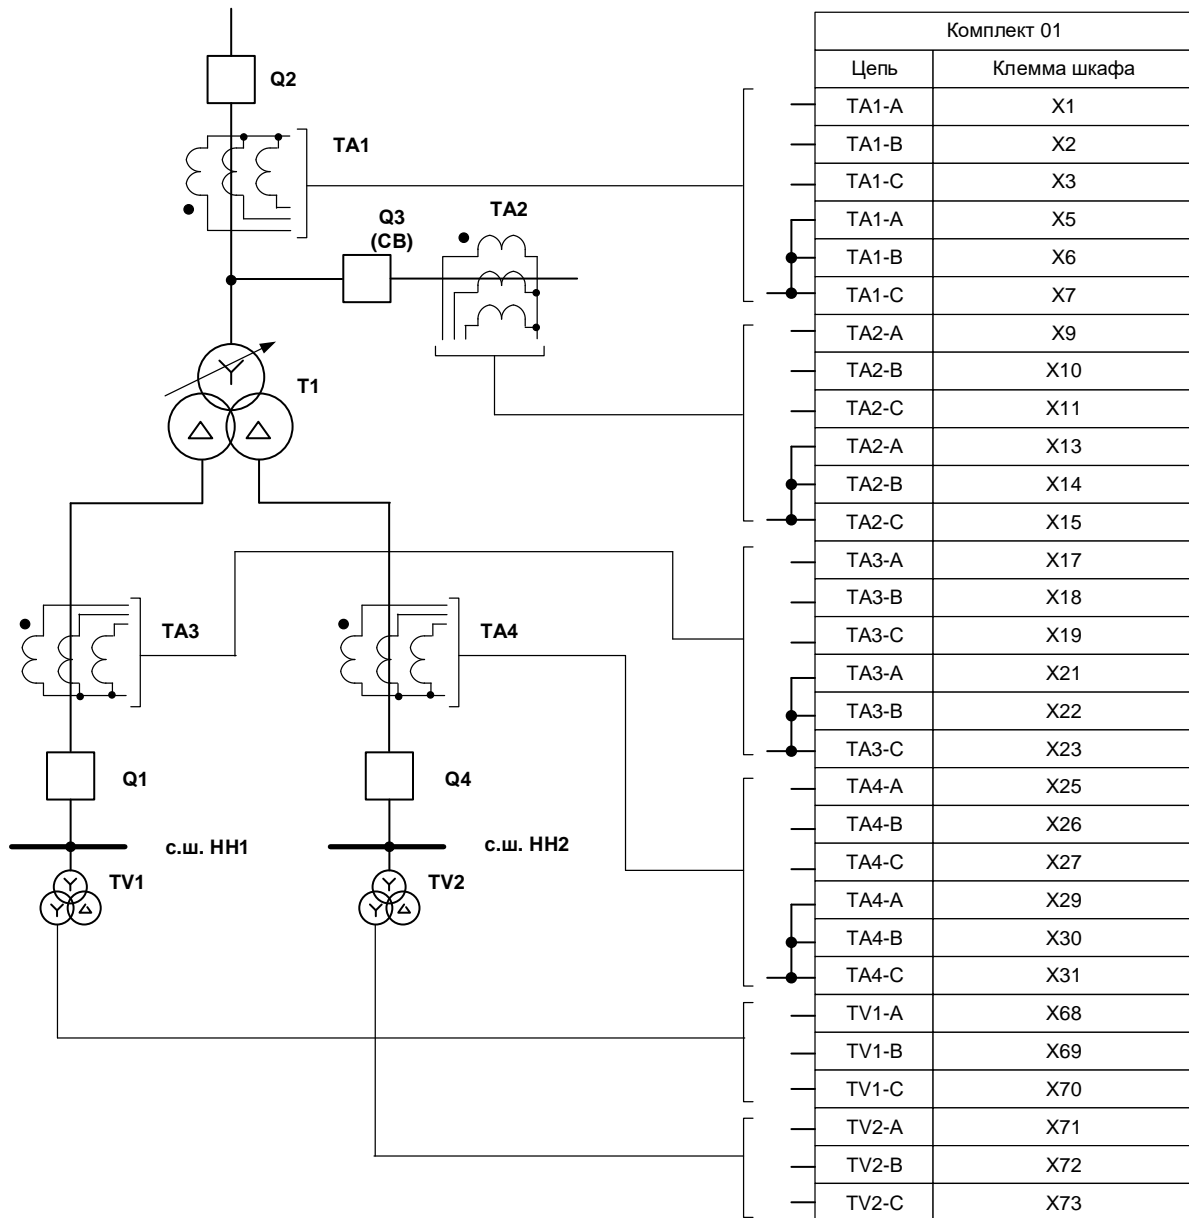 Комплект 01
Цепь Клемма шкафа
TA1-A X1
TA1-B X2
TA1-C X3
TA1-A X5
TA1-B X6
TA1-C X7
TA2-A X9
TA2-B X10
TA2-C X11
TA2-A X13
TA2-B X14
TA2-C X15
TA3-A X17
TA3-B X18
TA3-C X19
TA3-A X21
TA3-B X22
TA3-C X23
TA4-A X25
TA4-B X26
TA4-C X27
TA4-A X29
TA4-B X30
TA4-C X31
TV1-A X68
TV1-B X69
TV1-C X70
TV2-A X71
TV2-B X72
TV2-C X73
Q2
TA1
Q3
(СВ)
TA2
T1
TA3
TA4
Q1
Q4
с.ш. НН1
с.ш. НН2
TV1
TV2